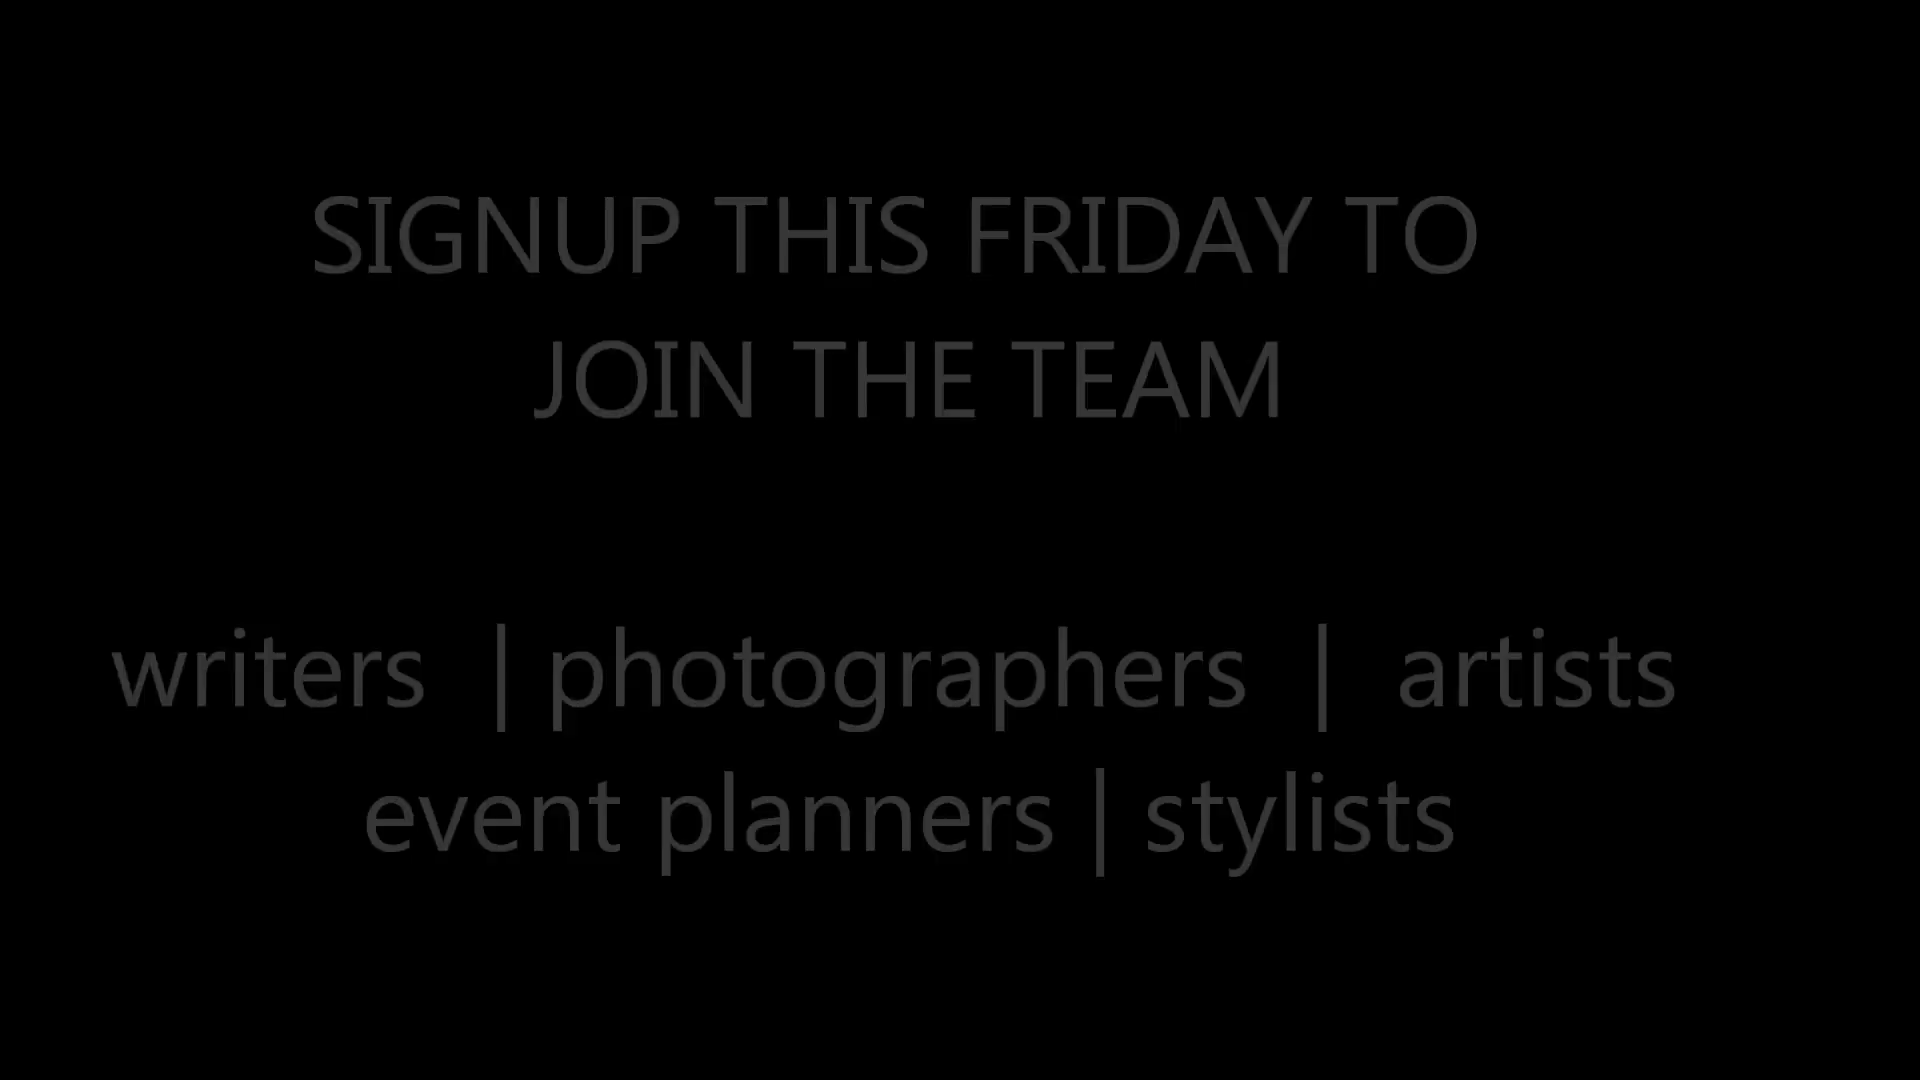 SIGNUP THIS FRIDAY TO
JOIN THE TEAM
writers | photographers | artists
event planners | stylists